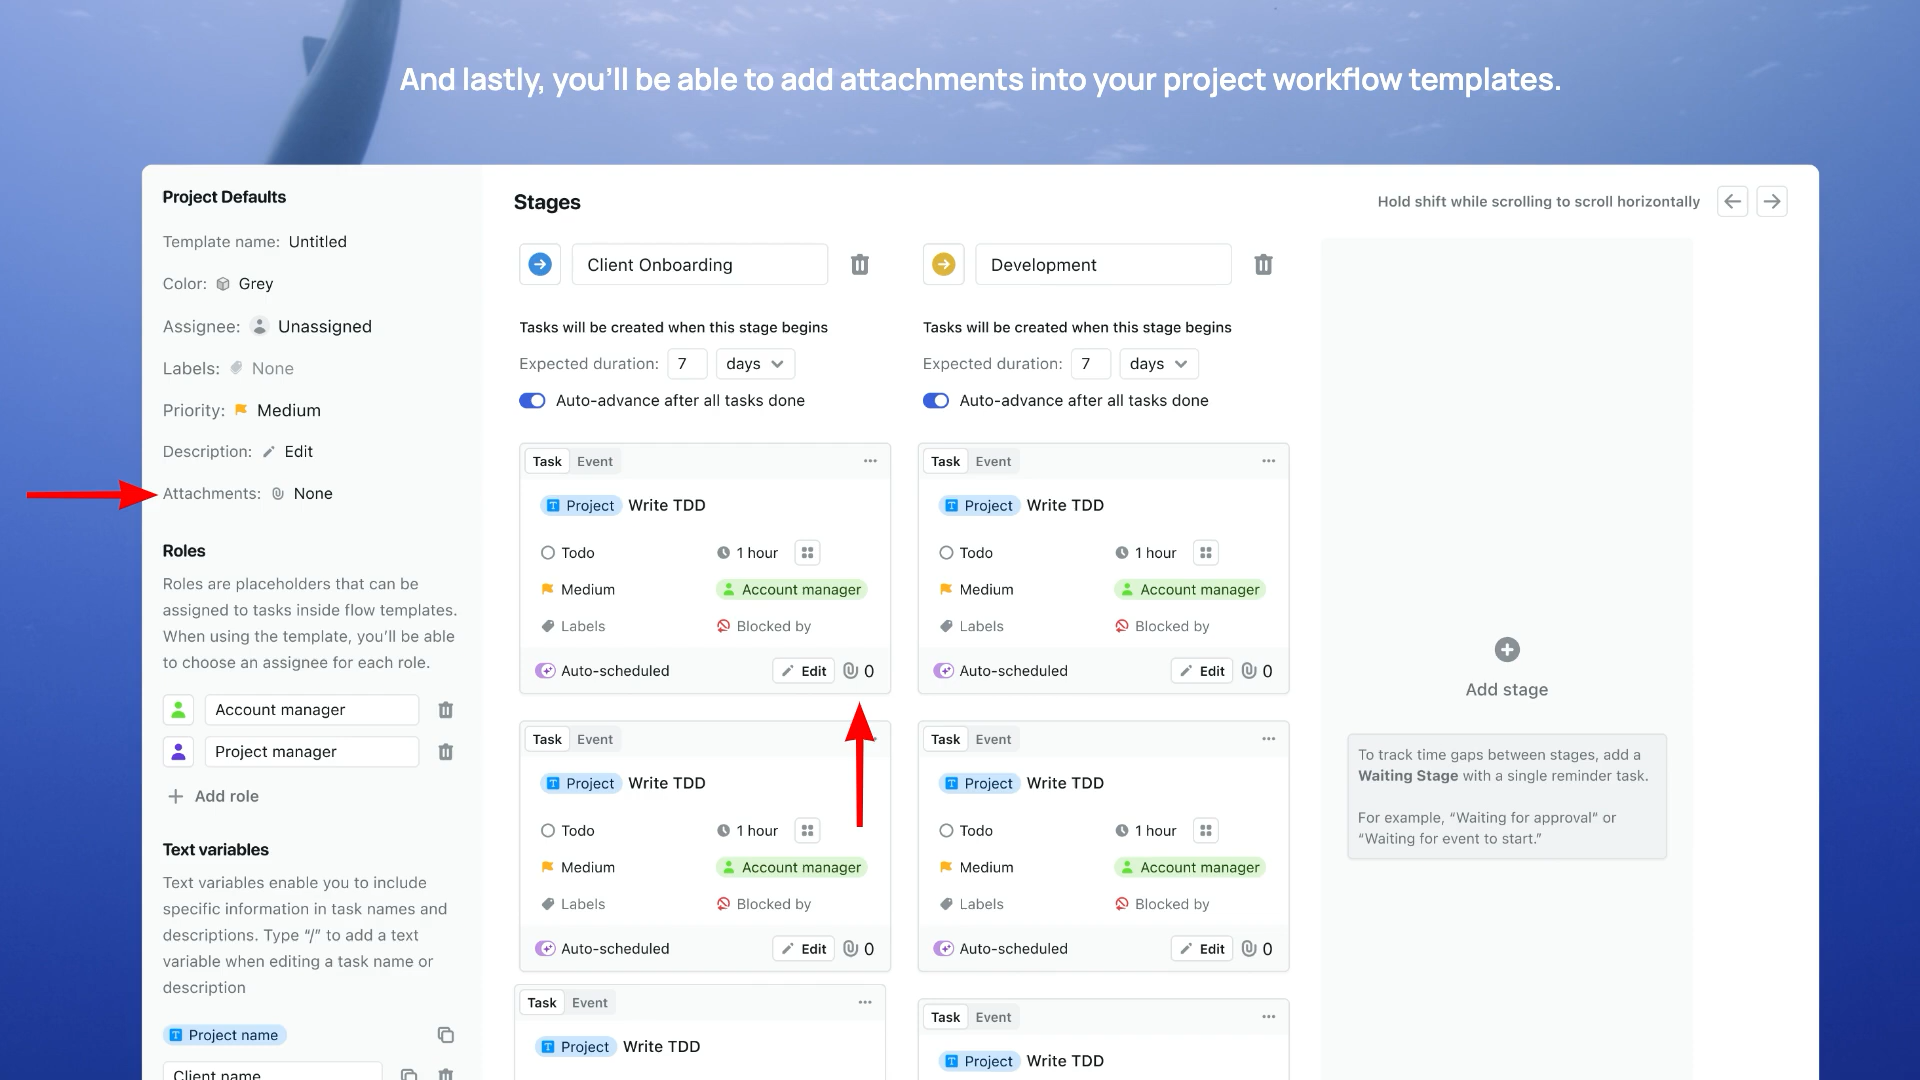 And lastly, you’ll be able to add attachments into your project workflow templates.
Project Defaults
Template name: Untitled
Color: Grey
Assignee: Unassigned
Labels: None
Priority: Medium
Description: Edit
Attachments: None
Roles
Roles are placeholders that can be
assigned to tasks inside flow templates.
When using the template, you’ll be able
to choose an assignee for each role.
Account manager
Project manager
Add role
Text variables
Text variables enable you to include
specific information in task names and
descriptions. Type “/” to add a text
variable when editing a task name or
description
Project name
Client name
Stages
Hold shift while scrolling to scroll horizontally
Client Onboarding
Tasks will be created when this stage begins
Expected duration: 7 days
Auto-advance after all tasks done
Task Event
Project Write TDD
Todo 1 hour
Medium Account manager
Labels Blocked by
Auto-scheduled Edit 0
Task Event
Project Write TDD
Todo 1 hour
Medium Account manager
Labels Blocked by
Auto-scheduled Edit 0
Task Event
Project Write TDD
Development
Tasks will be created when this stage begins
Expected duration: 7 days
Auto-advance after all tasks done
Task Event
Project Write TDD
Todo 1 hour
Medium Account manager
Labels Blocked by
Auto-scheduled Edit 0
Task Event
Project Write TDD
Todo 1 hour
Medium Account manager
Labels Blocked by
Auto-scheduled Edit 0
Task Event
Project Write TDD
Add stage
To track time gaps between stages, add a
Waiting Stage with a single reminder task.
For example, “Waiting for approval” or
“Waiting for event to start.”